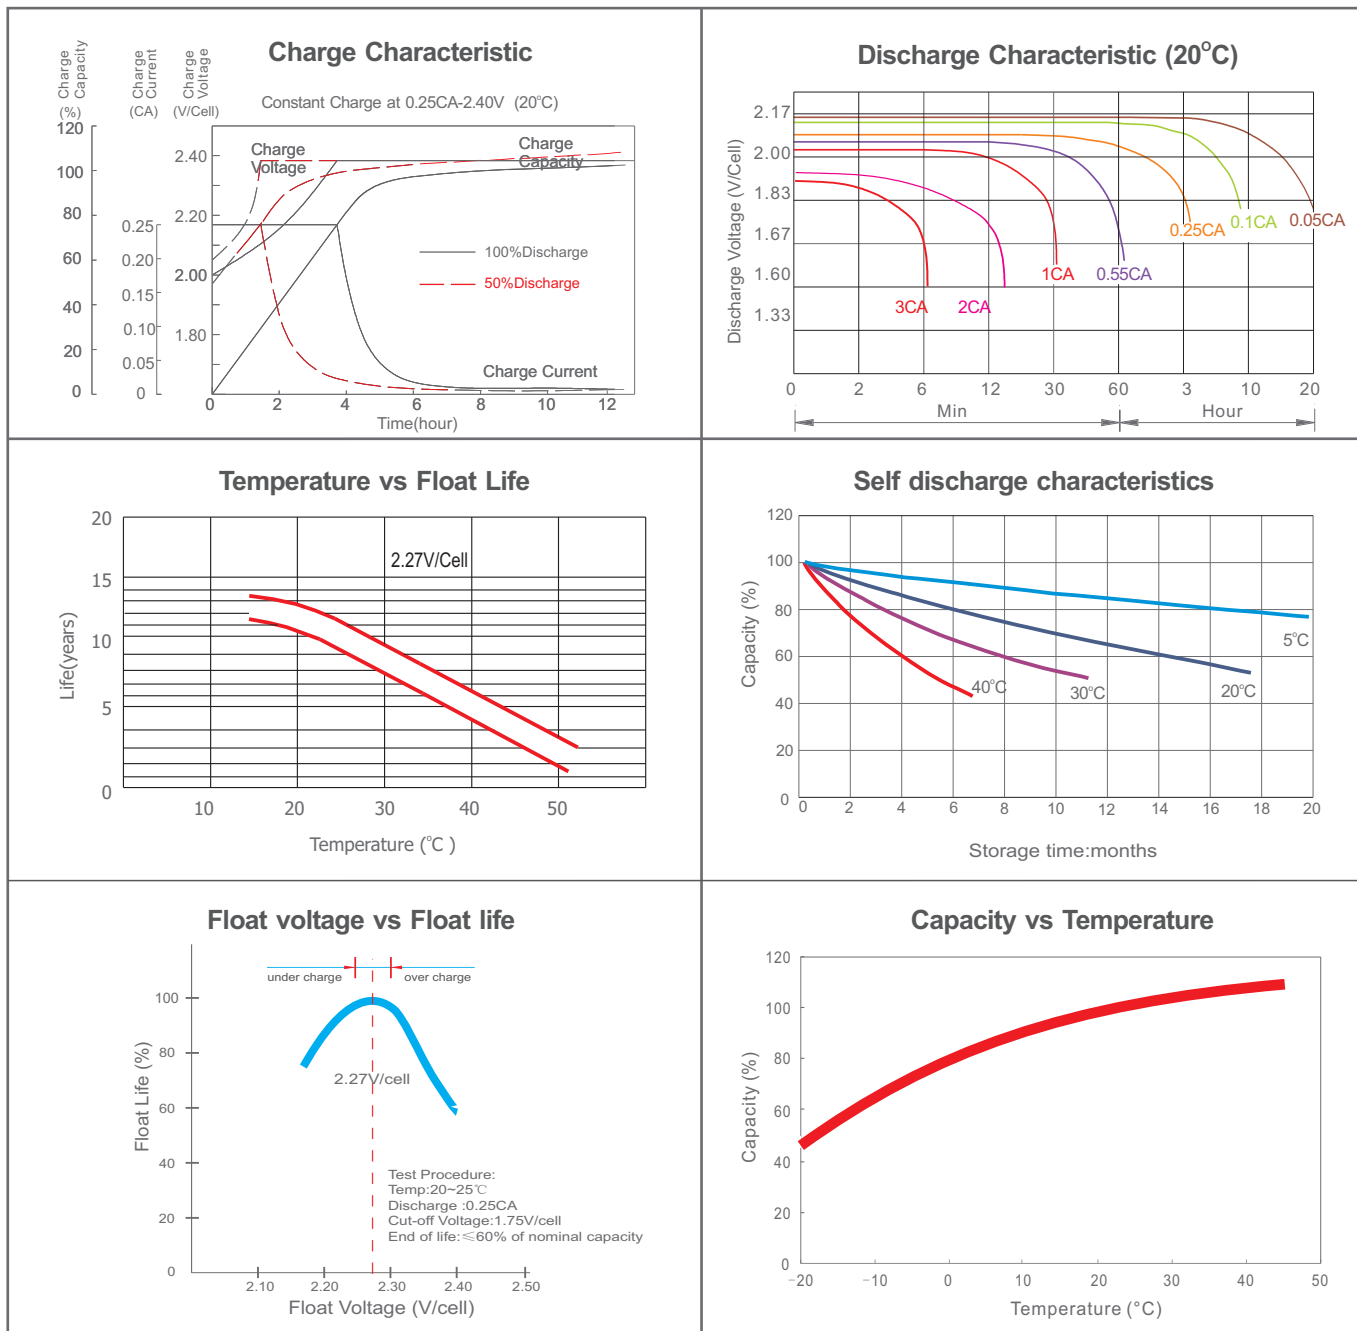 Charge Characteristic
Charge Capacity
(%)
Charge Current
(CA)
Charge Voltage
(V/Cell)
Constant Charge at 0.25CA-2.40V (20°C)
120
100
80
60
40
20
0
0.25
0.20
0.15
0.10
0.05
0
2.40
2.20
2.00
1.80
Charge
Voltage
Charge
Capacity
100%Discharge
50%Discharge
Charge Current
0 2 4 6 8 10 12
Time(hour)
Discharge Characteristic (20°C)
Discharge Voltage (V/Cell)
2.17
2.00
1.83
1.67
1.60
1.33
3CA
2CA
1CA
0.55CA
0.25CA
0.1CA
0.05CA
0 2 6 12 30 60 3 10 20
Min Hour
Temperature vs Float Life
Life(years)
20
15
10
5
0
2.27V/Cell
10 20 30 40 50
Temperature (°C )
Self discharge characteristics
Capacity (%)
120
100
80
60
40
20
0
5°C
20°C
30°C
40°C
0 2 4 6 8 10 12 14 16 18 20
Storage time:months
Float voltage vs Float life
under charge over charge
Float Life (%)
100
80
60
40
20
0
2.27V/cell
Test Procedure:
Temp:20~25℃
Discharge :0.25CA
Cut-off Voltage:1.75V/cell
End of life:≦60% of nominal capacity
2.10 2.20 2.30 2.40 2.50
Float Voltage (V/cell)
Capacity vs Temperature
Capacity (%)
120
100
80
60
40
20
0
-20 -10 0 10 20 30 40 50
Temperature (°C)